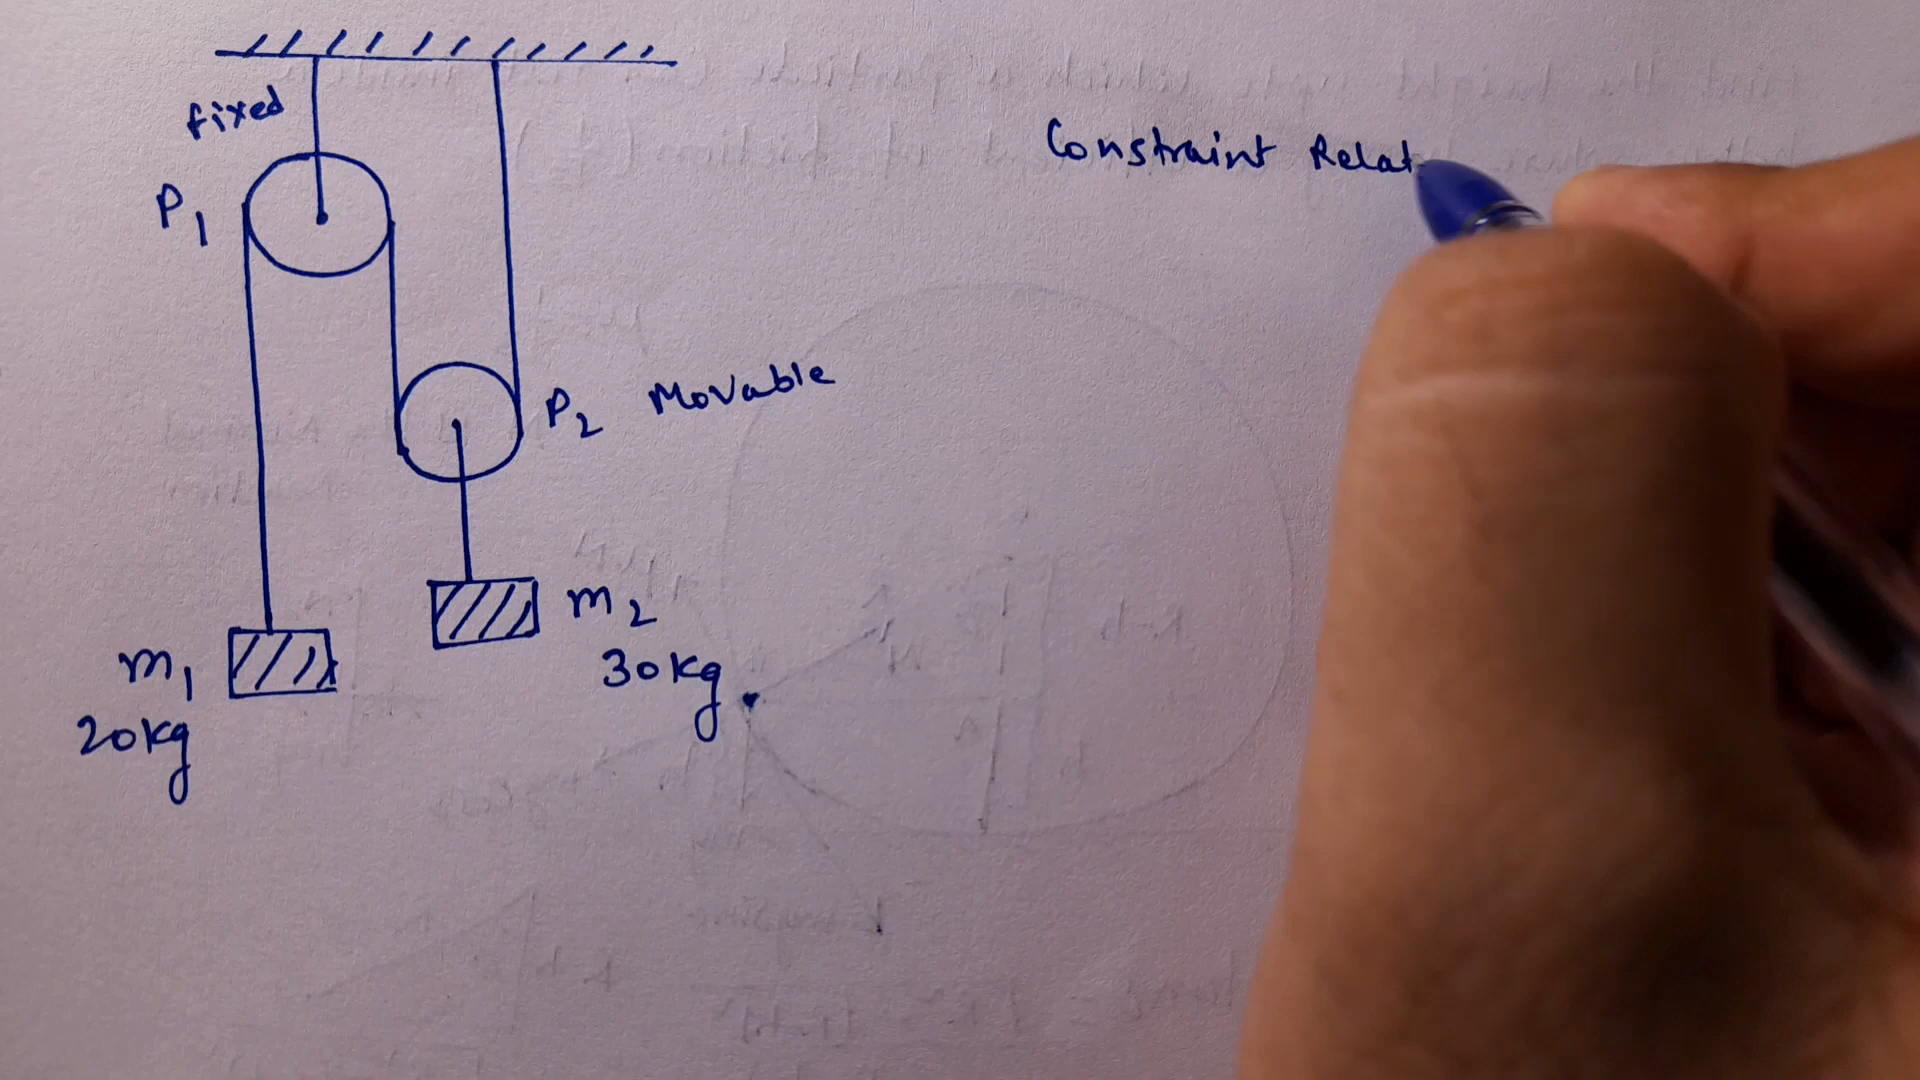 fixed
P1
Constraint Relat
P2 Movable
m2
30kg
m1
20kg